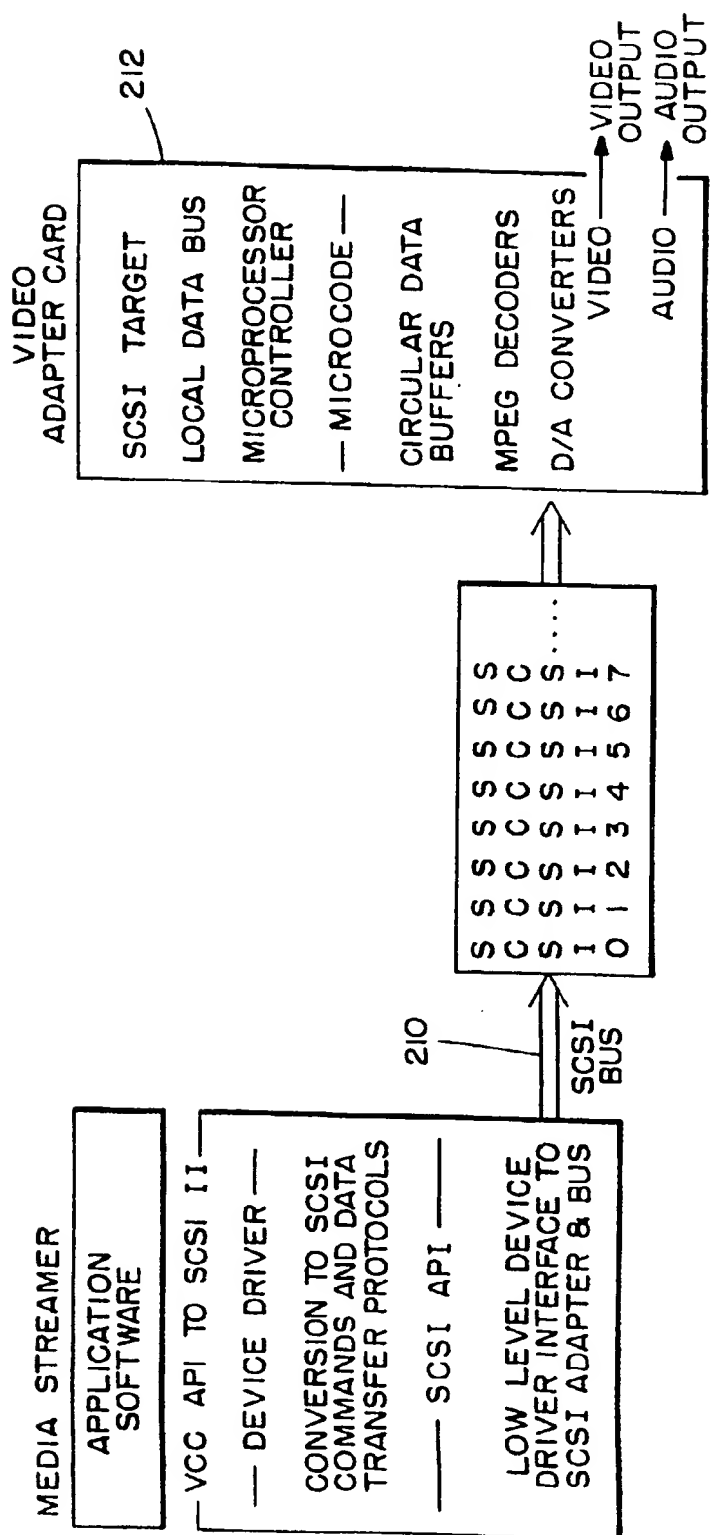 MEDIA STREAMER
APPLICATION
SOFTWARE
VCC API TO SCSI II
— DEVICE DRIVER —
CONVERSION TO SCSI
COMMANDS AND DATA
TRANSFER PROTOCOLS
— SCSI API —
LOW LEVEL DEVICE
DRIVER INTERFACE TO
SCSI ADAPTER & BUS
210
SCSI
BUS
S S S S S S S S
C C C C C C C C
S S S S S S S S .....
I I I I I I I I
0 1 2 3 4 5 6 7
VIDEO
ADAPTER CARD
212
SCSI TARGET
LOCAL DATA BUS
MICROPROCESSOR
CONTROLLER
— MICROCODE —
CIRCULAR DATA
BUFFERS
MPEG DECODERS
D/A CONVERTERS
VIDEO
VIDEO
OUTPUT
AUDIO
AUDIO
OUTPUT